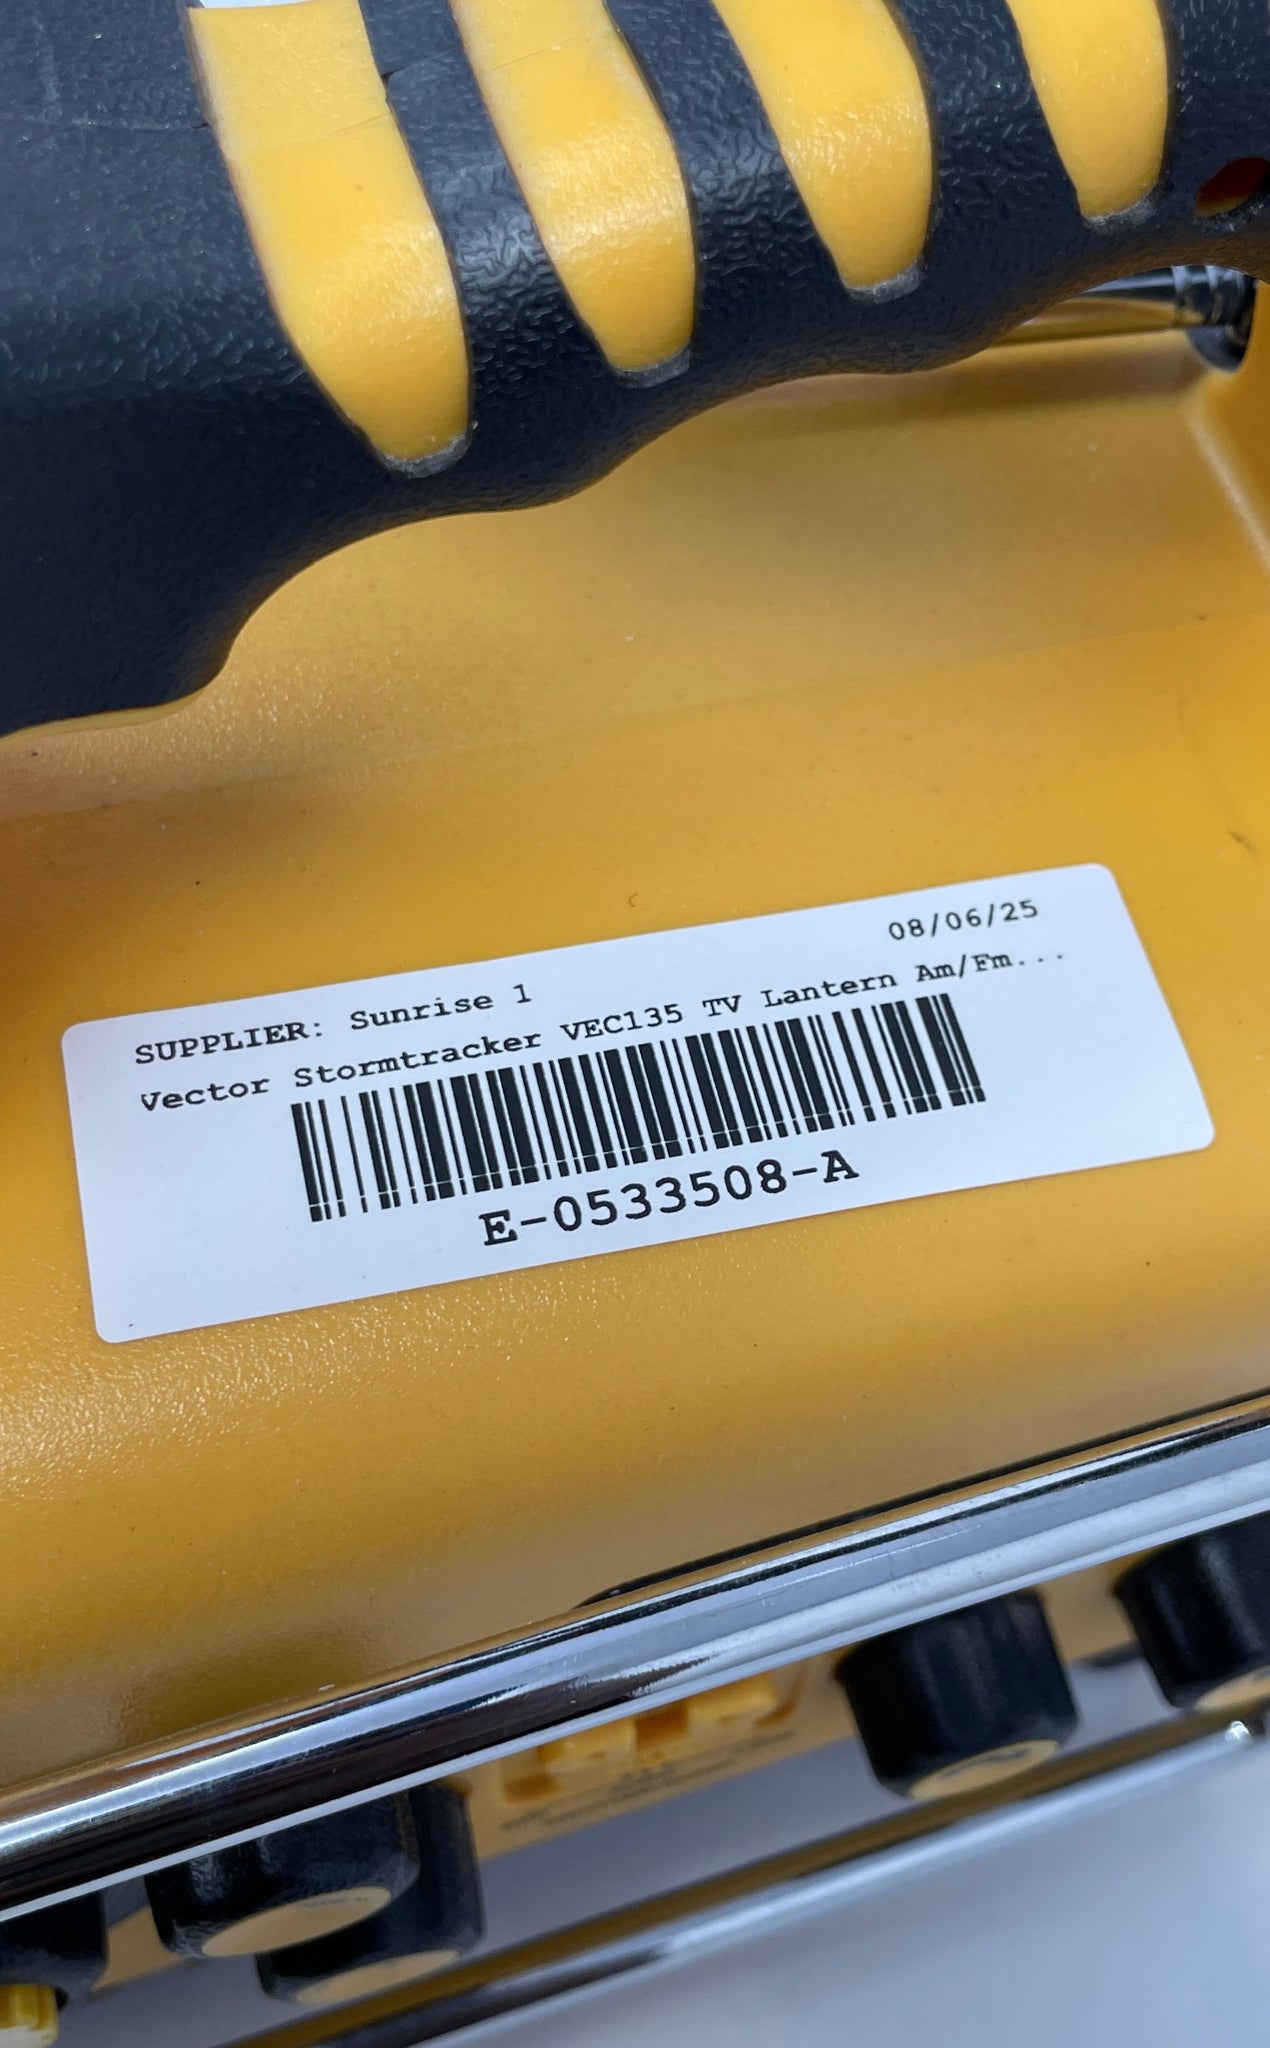 08/06/25
SUPPLIER: Sunrise 1
Vector Stormtracker VEC135 TV Lantern Am/Fm...
E-0533508-A